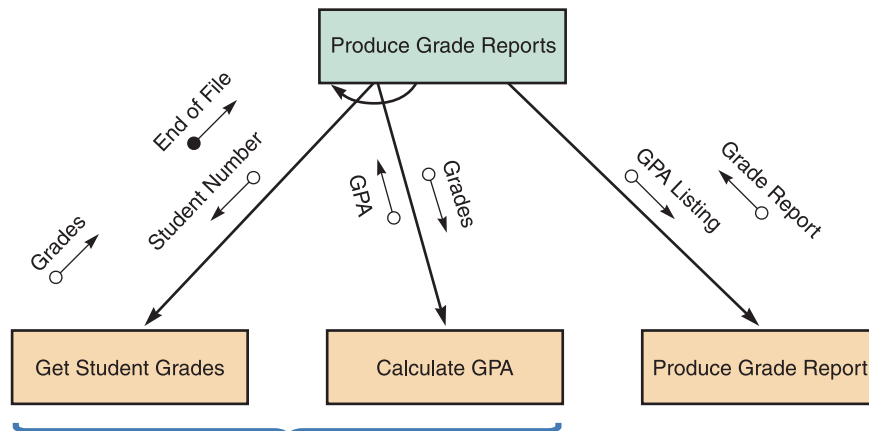 Produce Grade Reports
End of File
Student Number
Grades
GPA
Grades
GPA Listing
Grade Report
Get Student Grades
Calculate GPA
Produce Grade Report